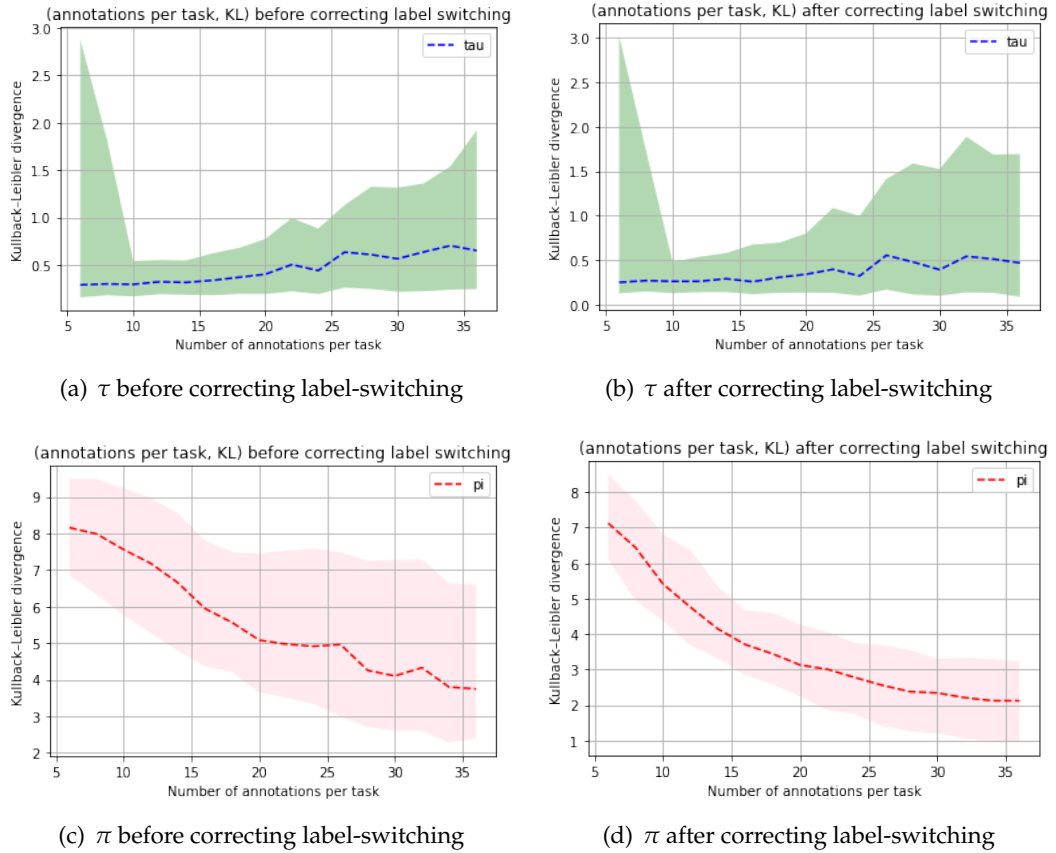 (annotations per task, KL) before correcting label switching
3.0
2.5
2.0
1.5
1.0
0.5
Kullback–Leibler divergence
tau
5 10 15 20 25 30 35
Number of annotations per task
(a) τ before correcting label-switching
(annotations per task, KL) after correcting label switching
3.0
2.5
2.0
1.5
1.0
0.5
0.0
Kullback–Leibler divergence
tau
5 10 15 20 25 30 35
Number of annotations per task
(b) τ after correcting label-switching
(annotations per task, KL) before correcting label switching
9
8
7
6
5
4
3
2
Kullback–Leibler divergence
pi
5 10 15 20 25 30 35
Number of annotations per task
(c) π before correcting label-switching
(annotations per task, KL) after correcting label switching
8
7
6
5
4
3
2
1
Kullback–Leibler divergence
pi
5 10 15 20 25 30 35
Number of annotations per task
(d) π after correcting label-switching